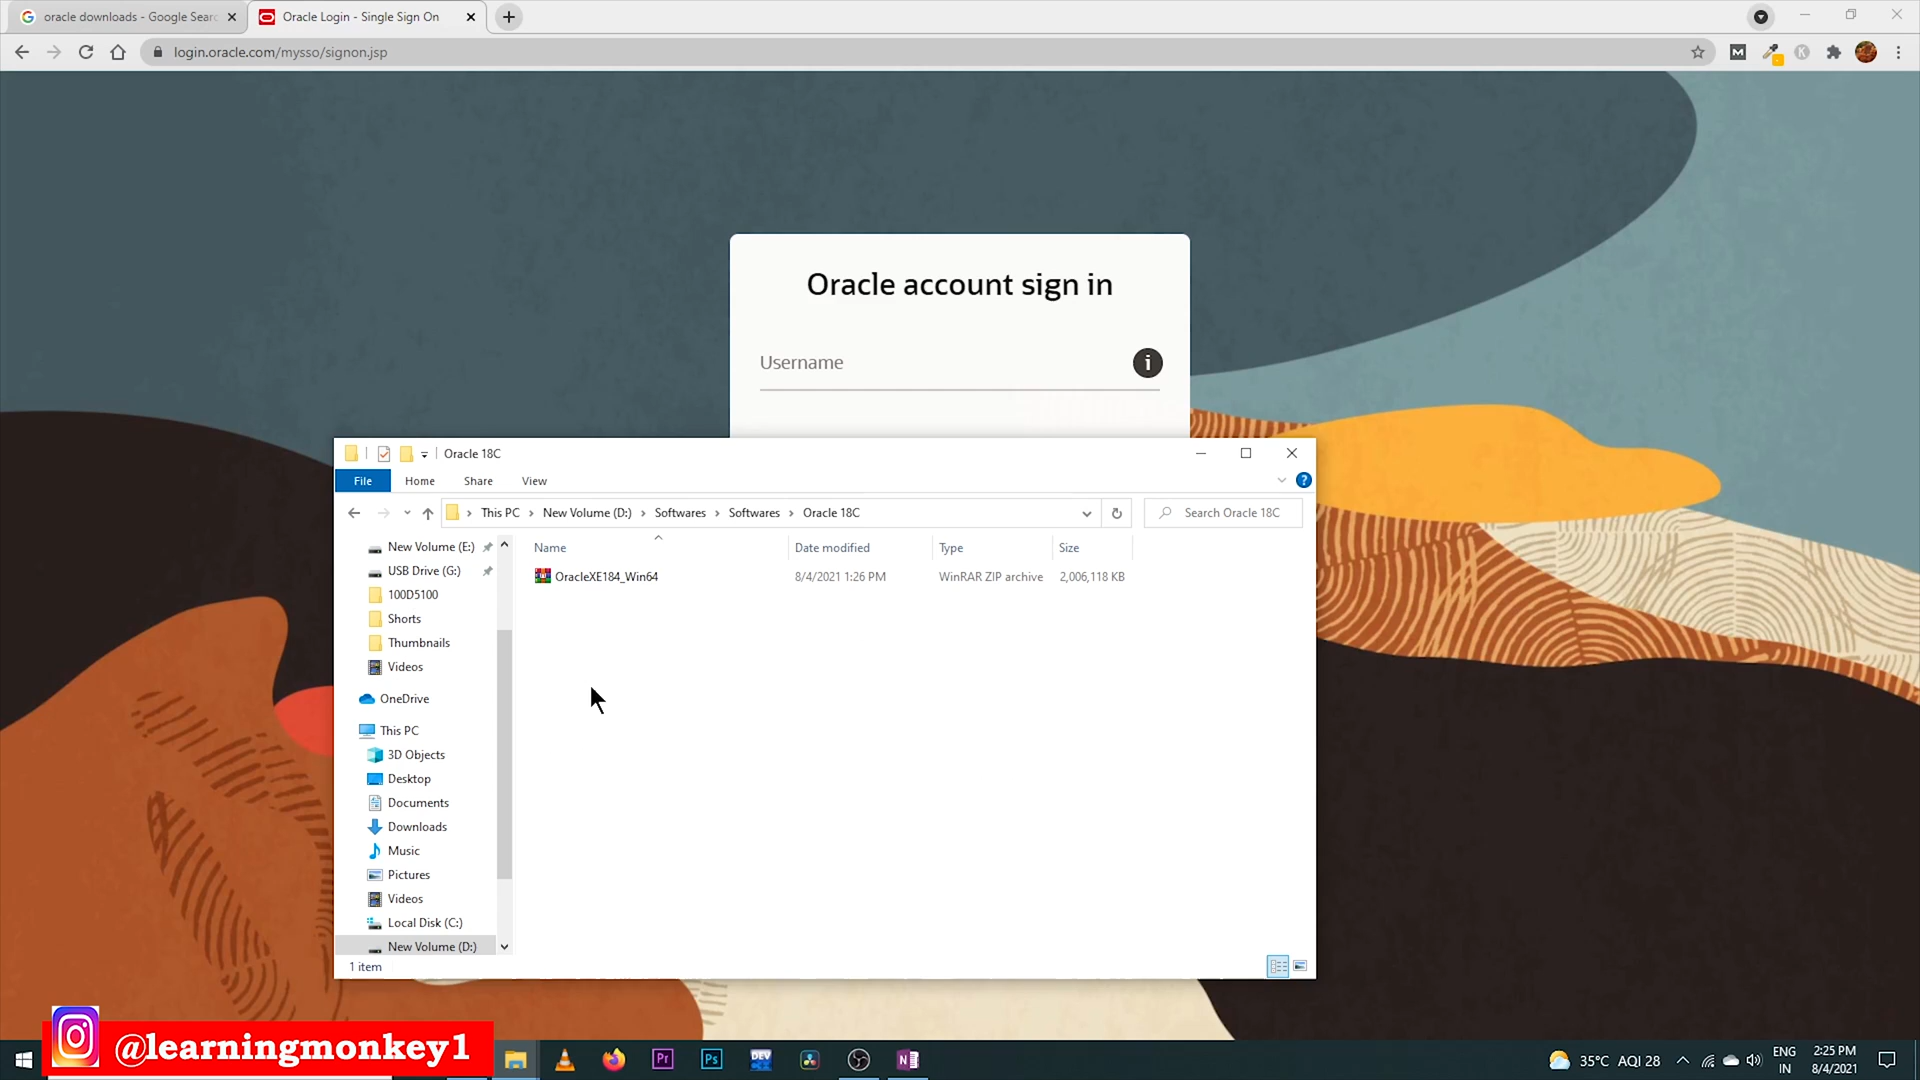 oracle downloads - Google Sear
Oracle Login - Single Sign On
login.oracle.com/mysso/signon.jsp
Oracle account sign in
Username
Oracle 18C
File
Home
Share
View
This PC
New Volume (D:)
Softwares
Softwares
Oracle 18C
Search Oracle 18C
Name
Date modified
Type
Size
OracleXE184_Win64
8/4/2021 1:26 PM
WinRAR ZIP archive
2,006,118 KB
New Volume (E:)
USB Drive (G:)
100D5100
Shorts
Thumbnails
Videos
OneDrive
This PC
3D Objects
Desktop
Documents
Downloads
Music
Pictures
Videos
Local Disk (C:)
New Volume (D:)
1 item
@learningmonkey1
Pr
Ps
DEV
N
35°C AQI 28
ENG
IN
2:25 PM
8/4/2021